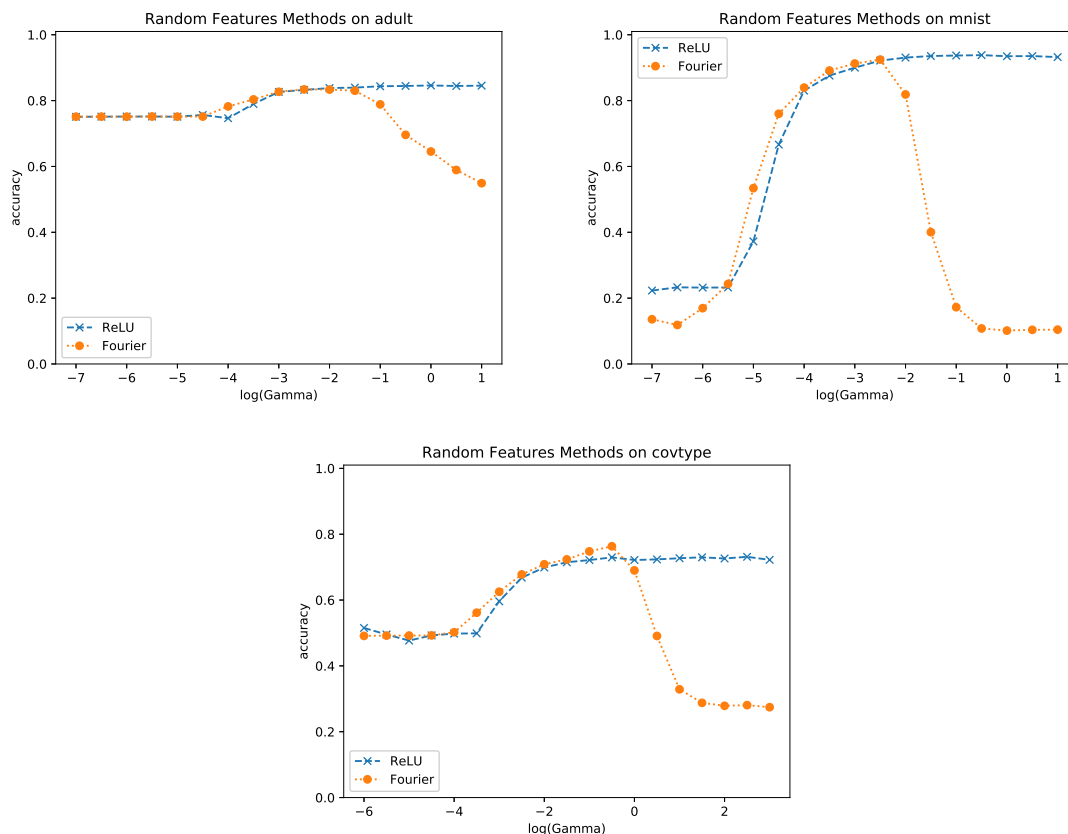 Random Features Methods on adult
1.0
0.8
0.6
0.4
0.2
0.0
accuracy
ReLU
Fourier
−7 −6 −5 −4 −3 −2 −1 0 1
log(Gamma)
Random Features Methods on mnist
1.0
0.8
0.6
0.4
0.2
0.0
accuracy
ReLU
Fourier
−7 −6 −5 −4 −3 −2 −1 0 1
log(Gamma)
Random Features Methods on covtype
1.0
0.8
0.6
0.4
0.2
0.0
accuracy
ReLU
Fourier
−6 −4 −2 0 2
log(Gamma)